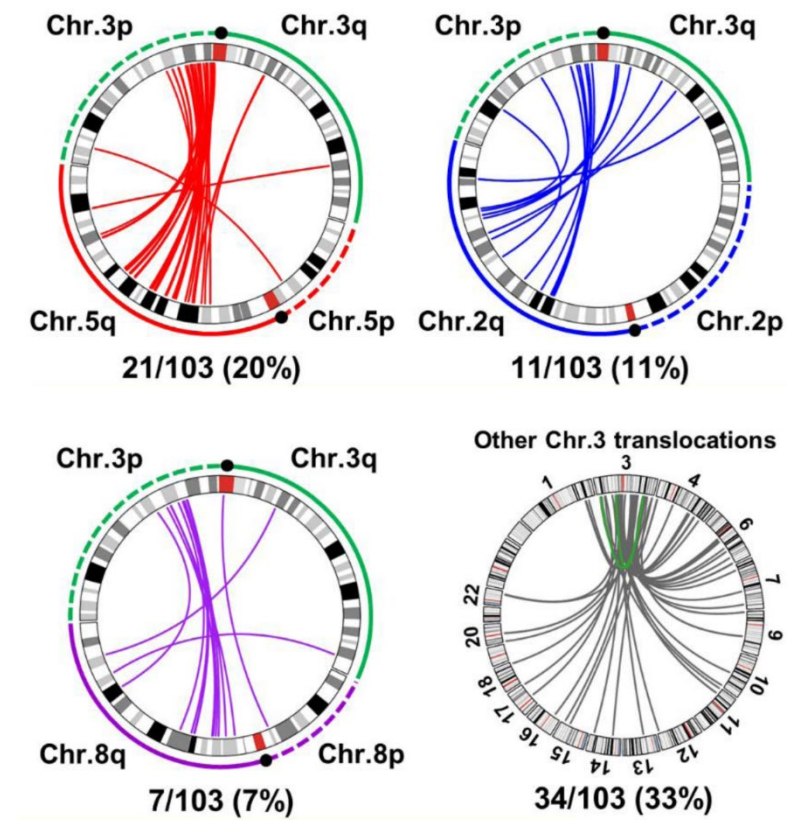 Chr.3p Chr.3q
Chr.5q Chr.5p
21/103 (20%)
Chr.3p Chr.3q
Chr.2q Chr.2p
11/103 (11%)
Chr.3p Chr.3q
Chr.8q Chr.8p
7/103 (7%)
Other Chr.3 translocations
1 3 4 6 7 9 10 11 12 13 14 15 16 17 18 20 22
34/103 (33%)